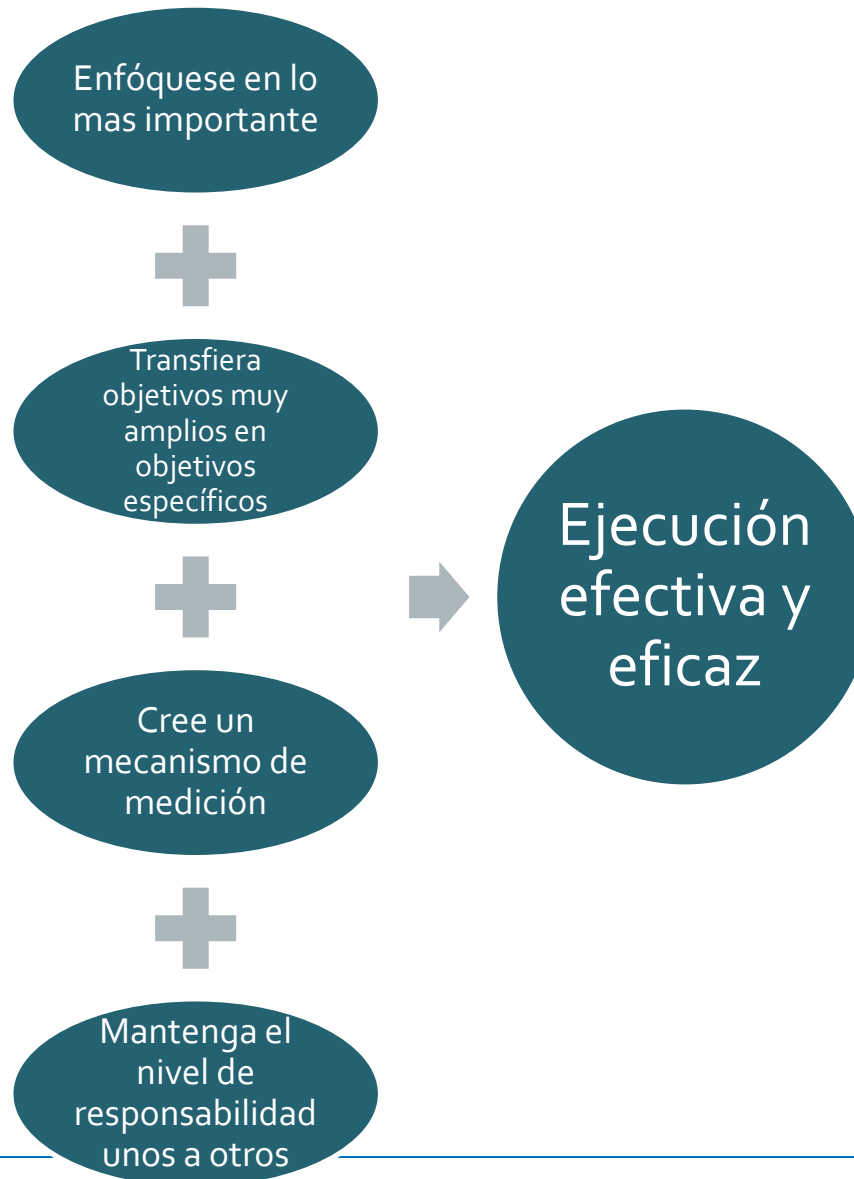 Enfóquese en lo
mas importante
Transfiera
objetivos muy
amplios en
objetivos
específicos
Cree un
mecanismo de
medición
Mantenga el
nivel de
responsabilidad
unos a otros
Ejecución
efectiva y
eficaz